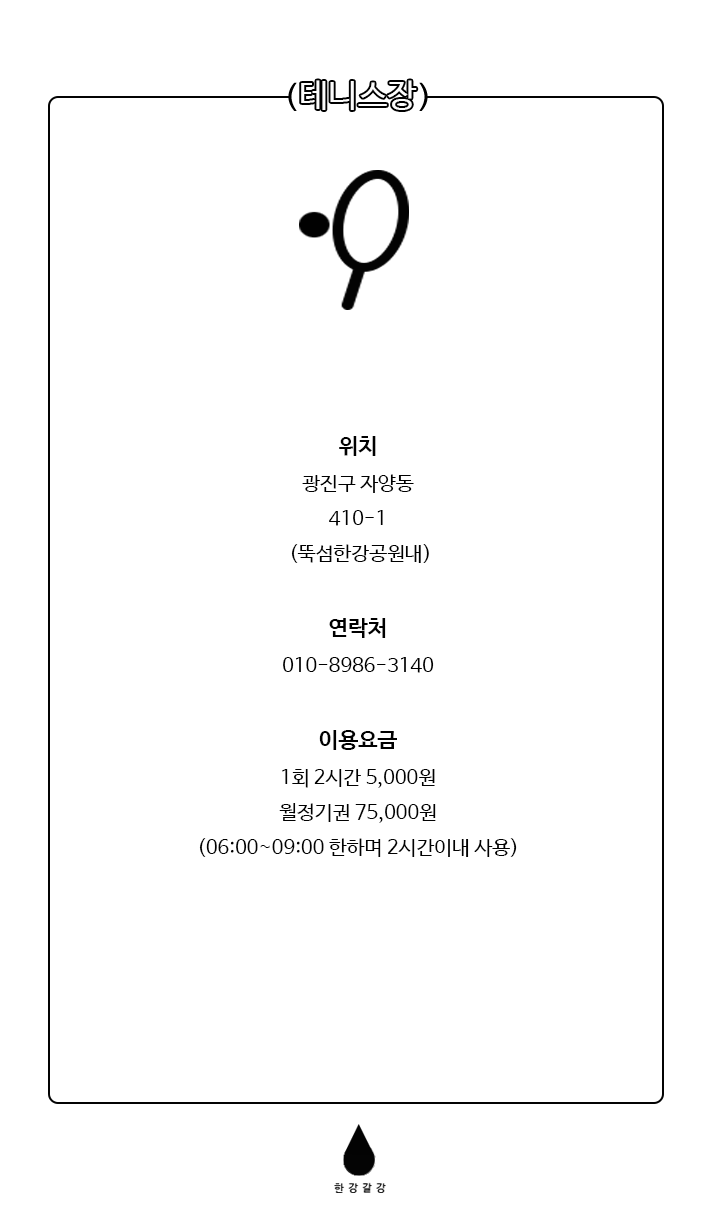 (테니스장)
위치
광진구 자양동
410-1
(뚝섬한강공원내)
연락처
010-8986-3140
이용요금
1회 2시간 5,000원
월정기권 75,000원
(06:00~09:00 한하며 2시간이내 사용)
한강갈강